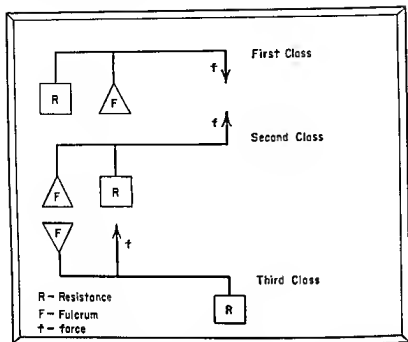 f
First Class
R
F
f
Second Class
F
R
F
f
Third Class
R
R - Resistance
F - Fulcrum
f - force